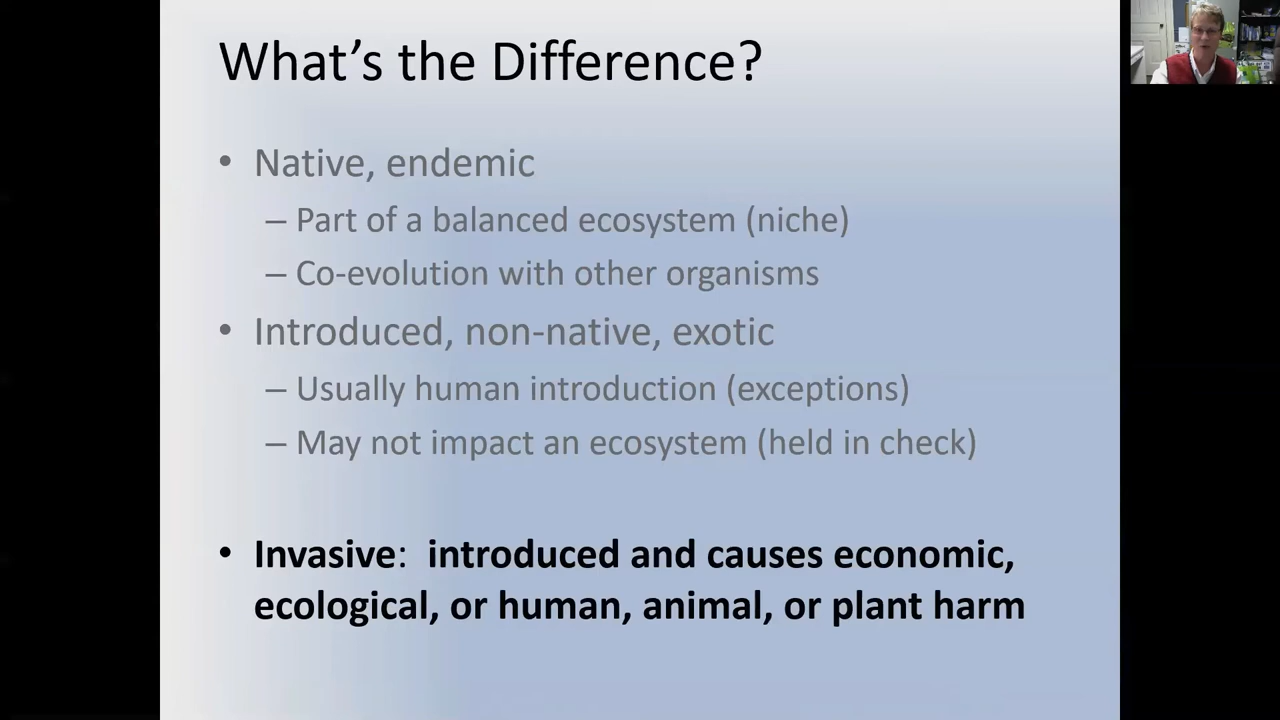 What’s the Difference?
• Native, endemic
– Part of a balanced ecosystem (niche)
– Co-evolution with other organisms
• Introduced, non-native, exotic
– Usually human introduction (exceptions)
– May not impact an ecosystem (held in check)
• Invasive:  introduced and causes economic,
ecological, or human, animal, or plant harm